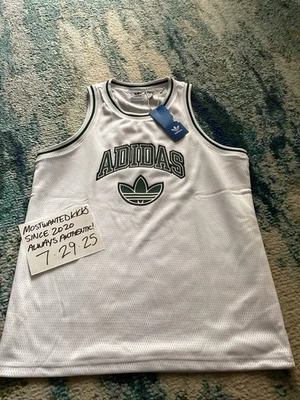 ADIDAS
MOSTWANTEDKICKS
SINCE 2020
ALWAYS AUTHENTIC!
7.29.25